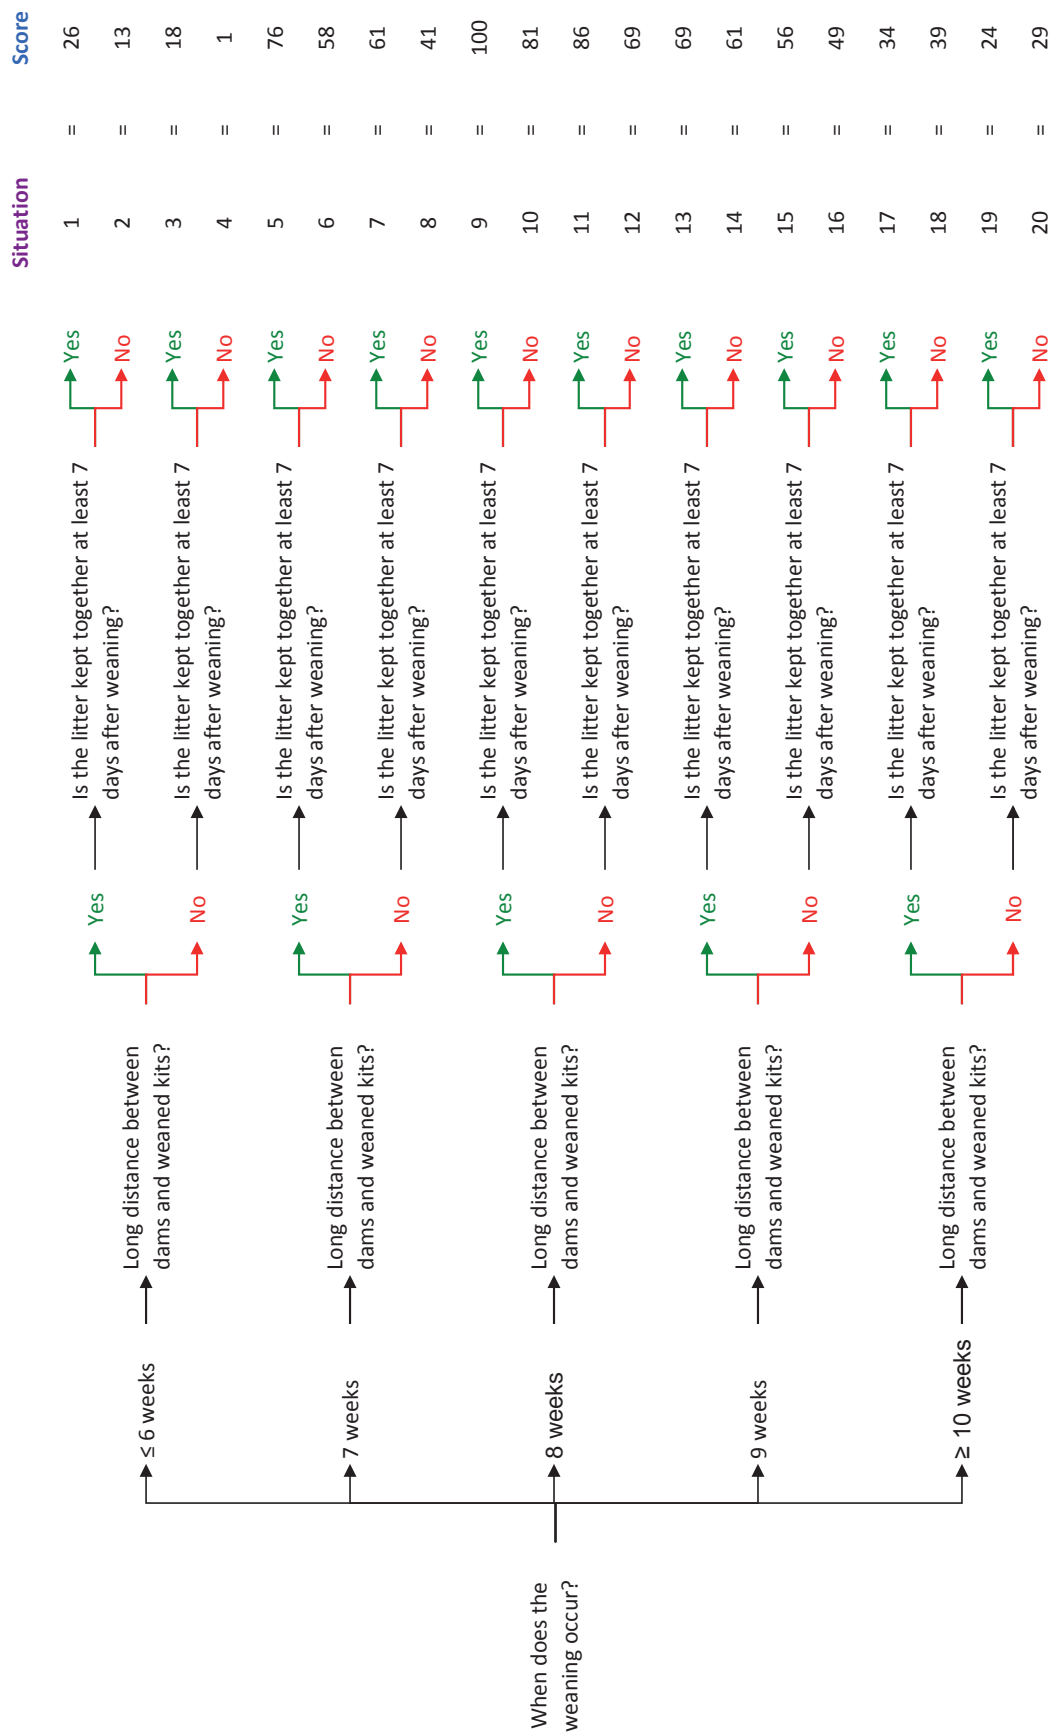 Situation
Score
When does the
weaning occur?
≤ 6 weeks
Long distance between
dams and weaned kits?
Yes
Is the litter kept together at least 7
days after weaning?
Yes
1 = 26
No
2 = 13
No
Is the litter kept together at least 7
days after weaning?
Yes
3 = 18
No
4 = 1
7 weeks
Long distance between
dams and weaned kits?
Yes
Is the litter kept together at least 7
days after weaning?
Yes
5 = 76
No
6 = 58
No
Is the litter kept together at least 7
days after weaning?
Yes
7 = 61
No
8 = 41
8 weeks
Long distance between
dams and weaned kits?
Yes
Is the litter kept together at least 7
days after weaning?
Yes
9 = 100
No
10 = 81
No
Is the litter kept together at least 7
days after weaning?
Yes
11 = 86
No
12 = 69
9 weeks
Long distance between
dams and weaned kits?
Yes
Is the litter kept together at least 7
days after weaning?
Yes
13 = 69
No
14 = 61
No
Is the litter kept together at least 7
days after weaning?
Yes
15 = 56
No
16 = 49
≥ 10 weeks
Long distance between
dams and weaned kits?
Yes
Is the litter kept together at least 7
days after weaning?
Yes
17 = 34
No
18 = 39
No
Is the litter kept together at least 7
days after weaning?
Yes
19 = 24
No
20 = 29